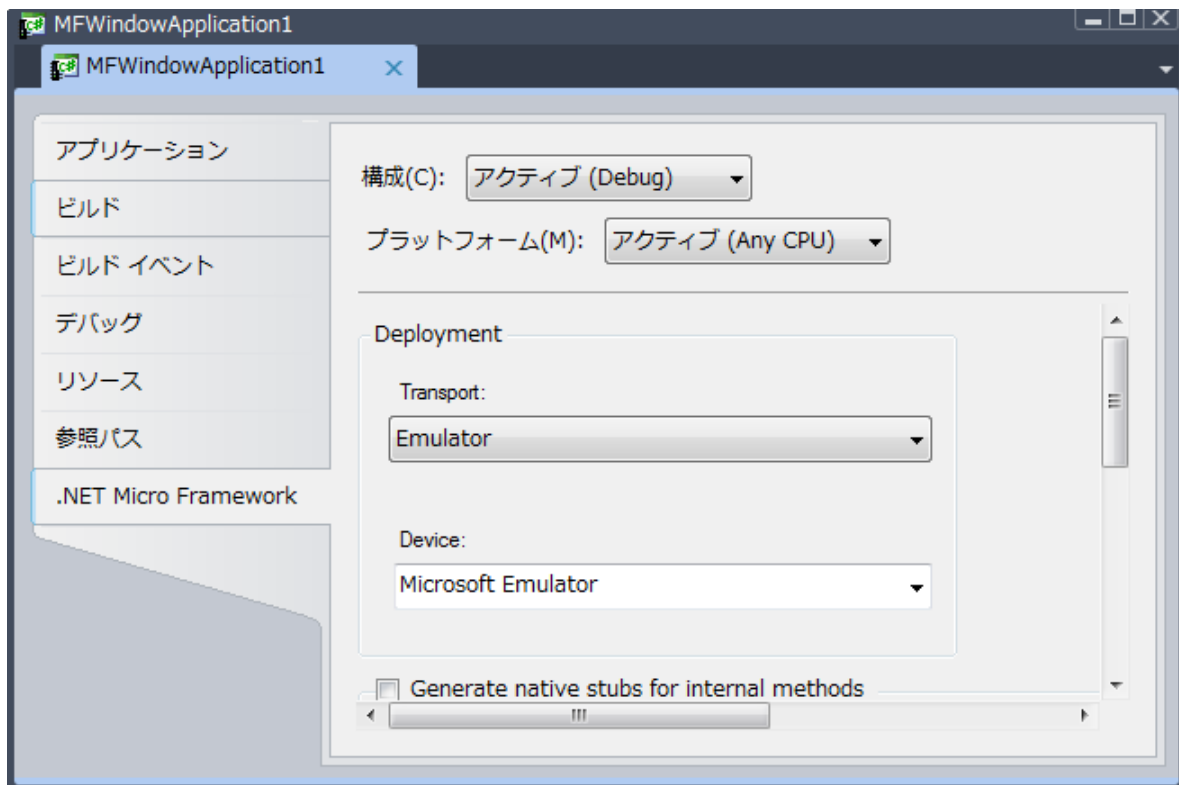 MFWindowApplication1
MFWindowApplication1
アプリケーション
ビルド
ビルド イベント
デバッグ
リソース
参照パス
.NET Micro Framework
構成(C): アクティブ (Debug)
プラットフォーム(M): アクティブ (Any CPU)
Deployment
Transport:
Emulator
Device:
Microsoft Emulator
Generate native stubs for internal methods